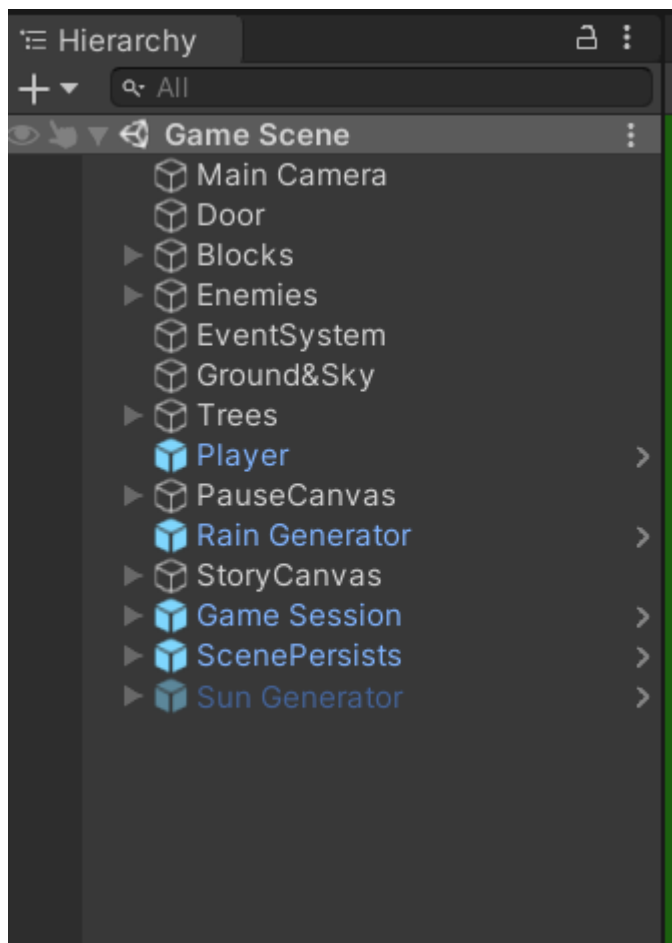 Hierarchy
All
Game Scene
Main Camera
Door
Blocks
Enemies
EventSystem
Ground&Sky
Trees
Player
PauseCanvas
Rain Generator
StoryCanvas
Game Session
ScenePersists
Sun Generator